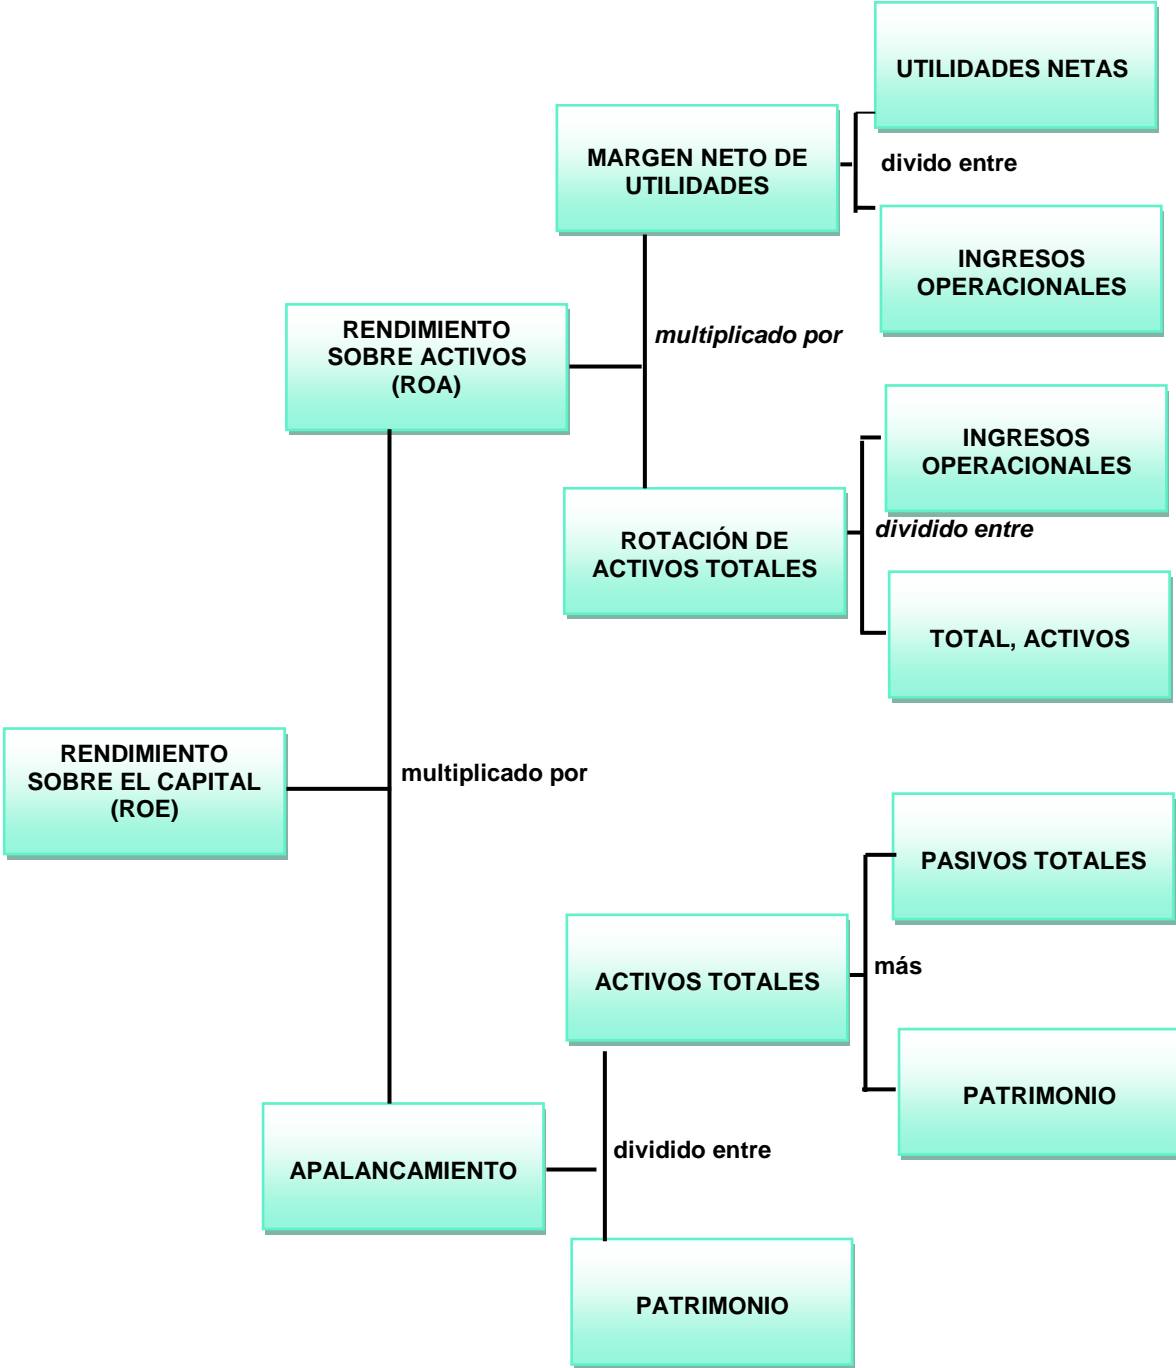 UTILIDADES NETAS
MARGEN NETO DE
UTILIDADES
divido entre
INGRESOS
OPERACIONALES
RENDIMIENTO
SOBRE ACTIVOS
(ROA)
multiplicado por
INGRESOS
OPERACIONALES
ROTACIÓN DE
ACTIVOS TOTALES
dividido entre
TOTAL, ACTIVOS
RENDIMIENTO
SOBRE EL CAPITAL
(ROE)
multiplicado por
PASIVOS TOTALES
ACTIVOS TOTALES
más
PATRIMONIO
APALANCAMIENTO
dividido entre
PATRIMONIO